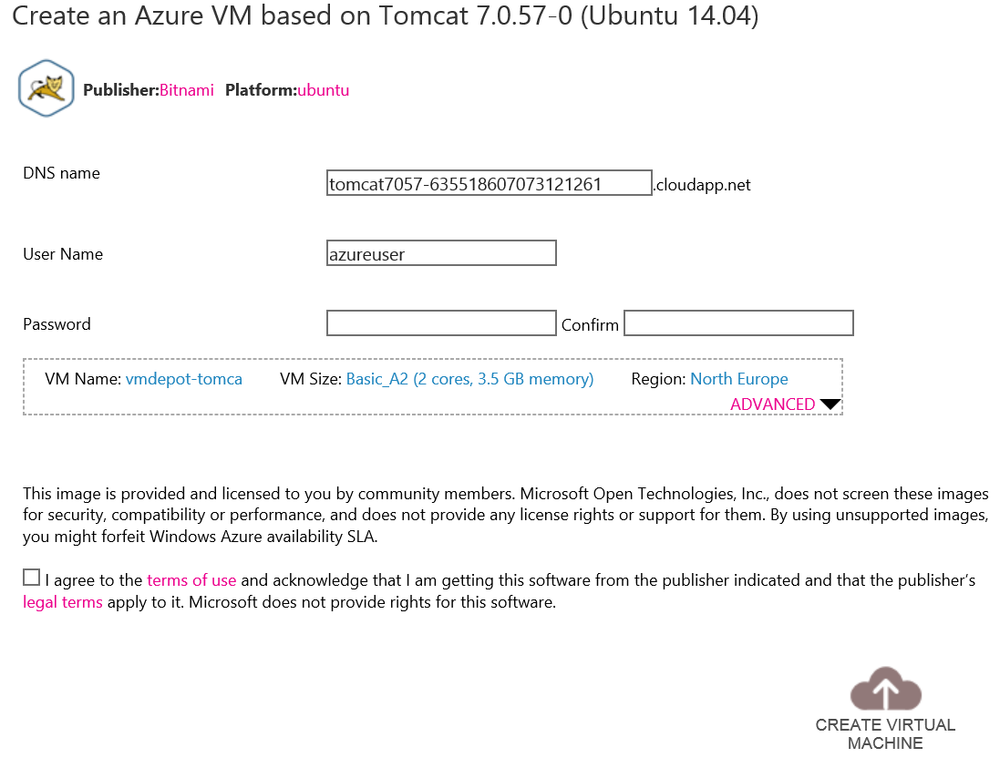 Create an Azure VM based on Tomcat 7.0.57-0 (Ubuntu 14.04)
Publisher:Bitnami Platform:ubuntu
DNS name
tomcat7057-635518607073121261 .cloudapp.net
User Name
azureuser
Password Confirm
VM Name: vmdepot-tomca VM Size: Basic_A2 (2 cores, 3.5 GB memory) Region: North Europe
ADVANCED
This image is provided and licensed to you by community members. Microsoft Open Technologies, Inc., does not screen these images
for security, compatibility or performance, and does not provide any license rights or support for them. By using unsupported images,
you might forfeit Windows Azure availability SLA.
I agree to the terms of use and acknowledge that I am getting this software from the publisher indicated and that the publisher's
legal terms apply to it. Microsoft does not provide rights for this software.
CREATE VIRTUAL
MACHINE